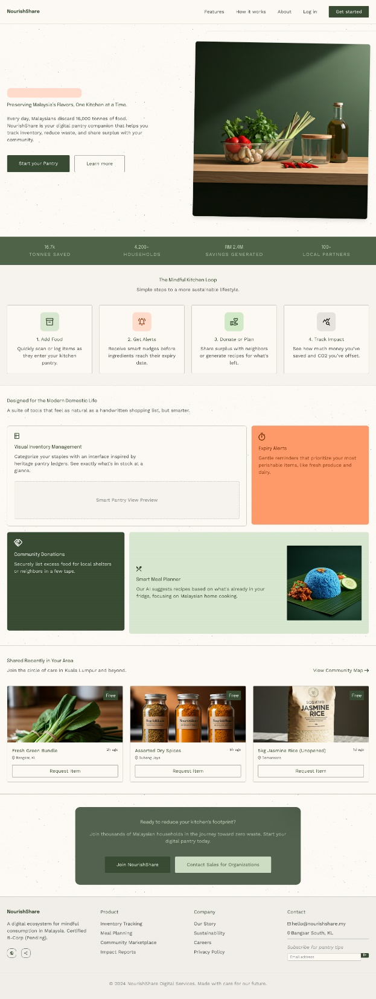 NourishShare
Features
How it works
About
Log in
Get started
Preserving Malaysia's Flavors, One Kitchen at a Time.
Every day, Malaysians discard 16,000 tonnes of food.
NourishShare is your digital pantry companion that helps you
track inventory, reduce waste, and share surplus with your
community.
Start your Pantry
Learn more
16.7k
TONNES SAVED
4,200+
HOUSEHOLDS
RM 2.4M
SAVINGS GENERATED
100+
LOCAL PARTNERS
The Mindful Kitchen Loop
Simple steps to a more sustainable lifestyle.
1. Add Food
Quickly scan or log items as
they enter your kitchen
pantry.
2. Get Alerts
Receive smart nudges before
ingredients reach their expiry
date.
3. Donate or Plan
Share surplus with neighbors
or generate recipes for what's
left.
4. Track Impact
See how much money you've
saved and CO2 you've offset.
Designed for the Modern Domestic Life
A suite of tools that feel as natural as a handwritten shopping list, but smarter.
Visual Inventory Management
Categorize your staples with an interface inspired by
heritage pantry ledgers. See exactly what's in stock at a
glance.
Smart Pantry View Preview
Expiry Alerts
Gentle reminders that prioritize your most
perishable items, like fresh produce and
dairy.
Community Donations
Securely list excess food for local shelters
or neighbors in a few taps.
Smart Meal Planner
Our AI suggests recipes based on what's already in your
fridge, focusing on Malaysian home cooking.
Shared Recently in Your Area
Join the circle of care in Kuala Lumpur and beyond.
View Community Map
Free
Fresh Green Bundle
2h ago
Bangsar, KL
Request Item
NourishShare
NourishShare
NourishShare
Free
Assorted Dry Spices
5h ago
Subang Jaya
Request Item
JASMINE
RICE
Free
5kg Jasmine Rice (Unopened)
1d ago
Damansara
Request Item
Ready to reduce your kitchen's footprint?
Join thousands of Malaysian households in the journey toward zero waste. Start your
digital pantry today.
Join NourishShare
Contact Sales for Organizations
NourishShare
A digital ecosystem for mindful
consumption in Malaysia. Certified
B-Corp (Pending).
Product
Inventory Tracking
Meal Planning
Community Marketplace
Impact Reports
Company
Our Story
Sustainability
Careers
Privacy Policy
Contact
hello@nourishshare.my
Bangsar South, KL
Subscribe for pantry tips
Email address
© 2024 NourishShare Digital Services. Made with care for our future.